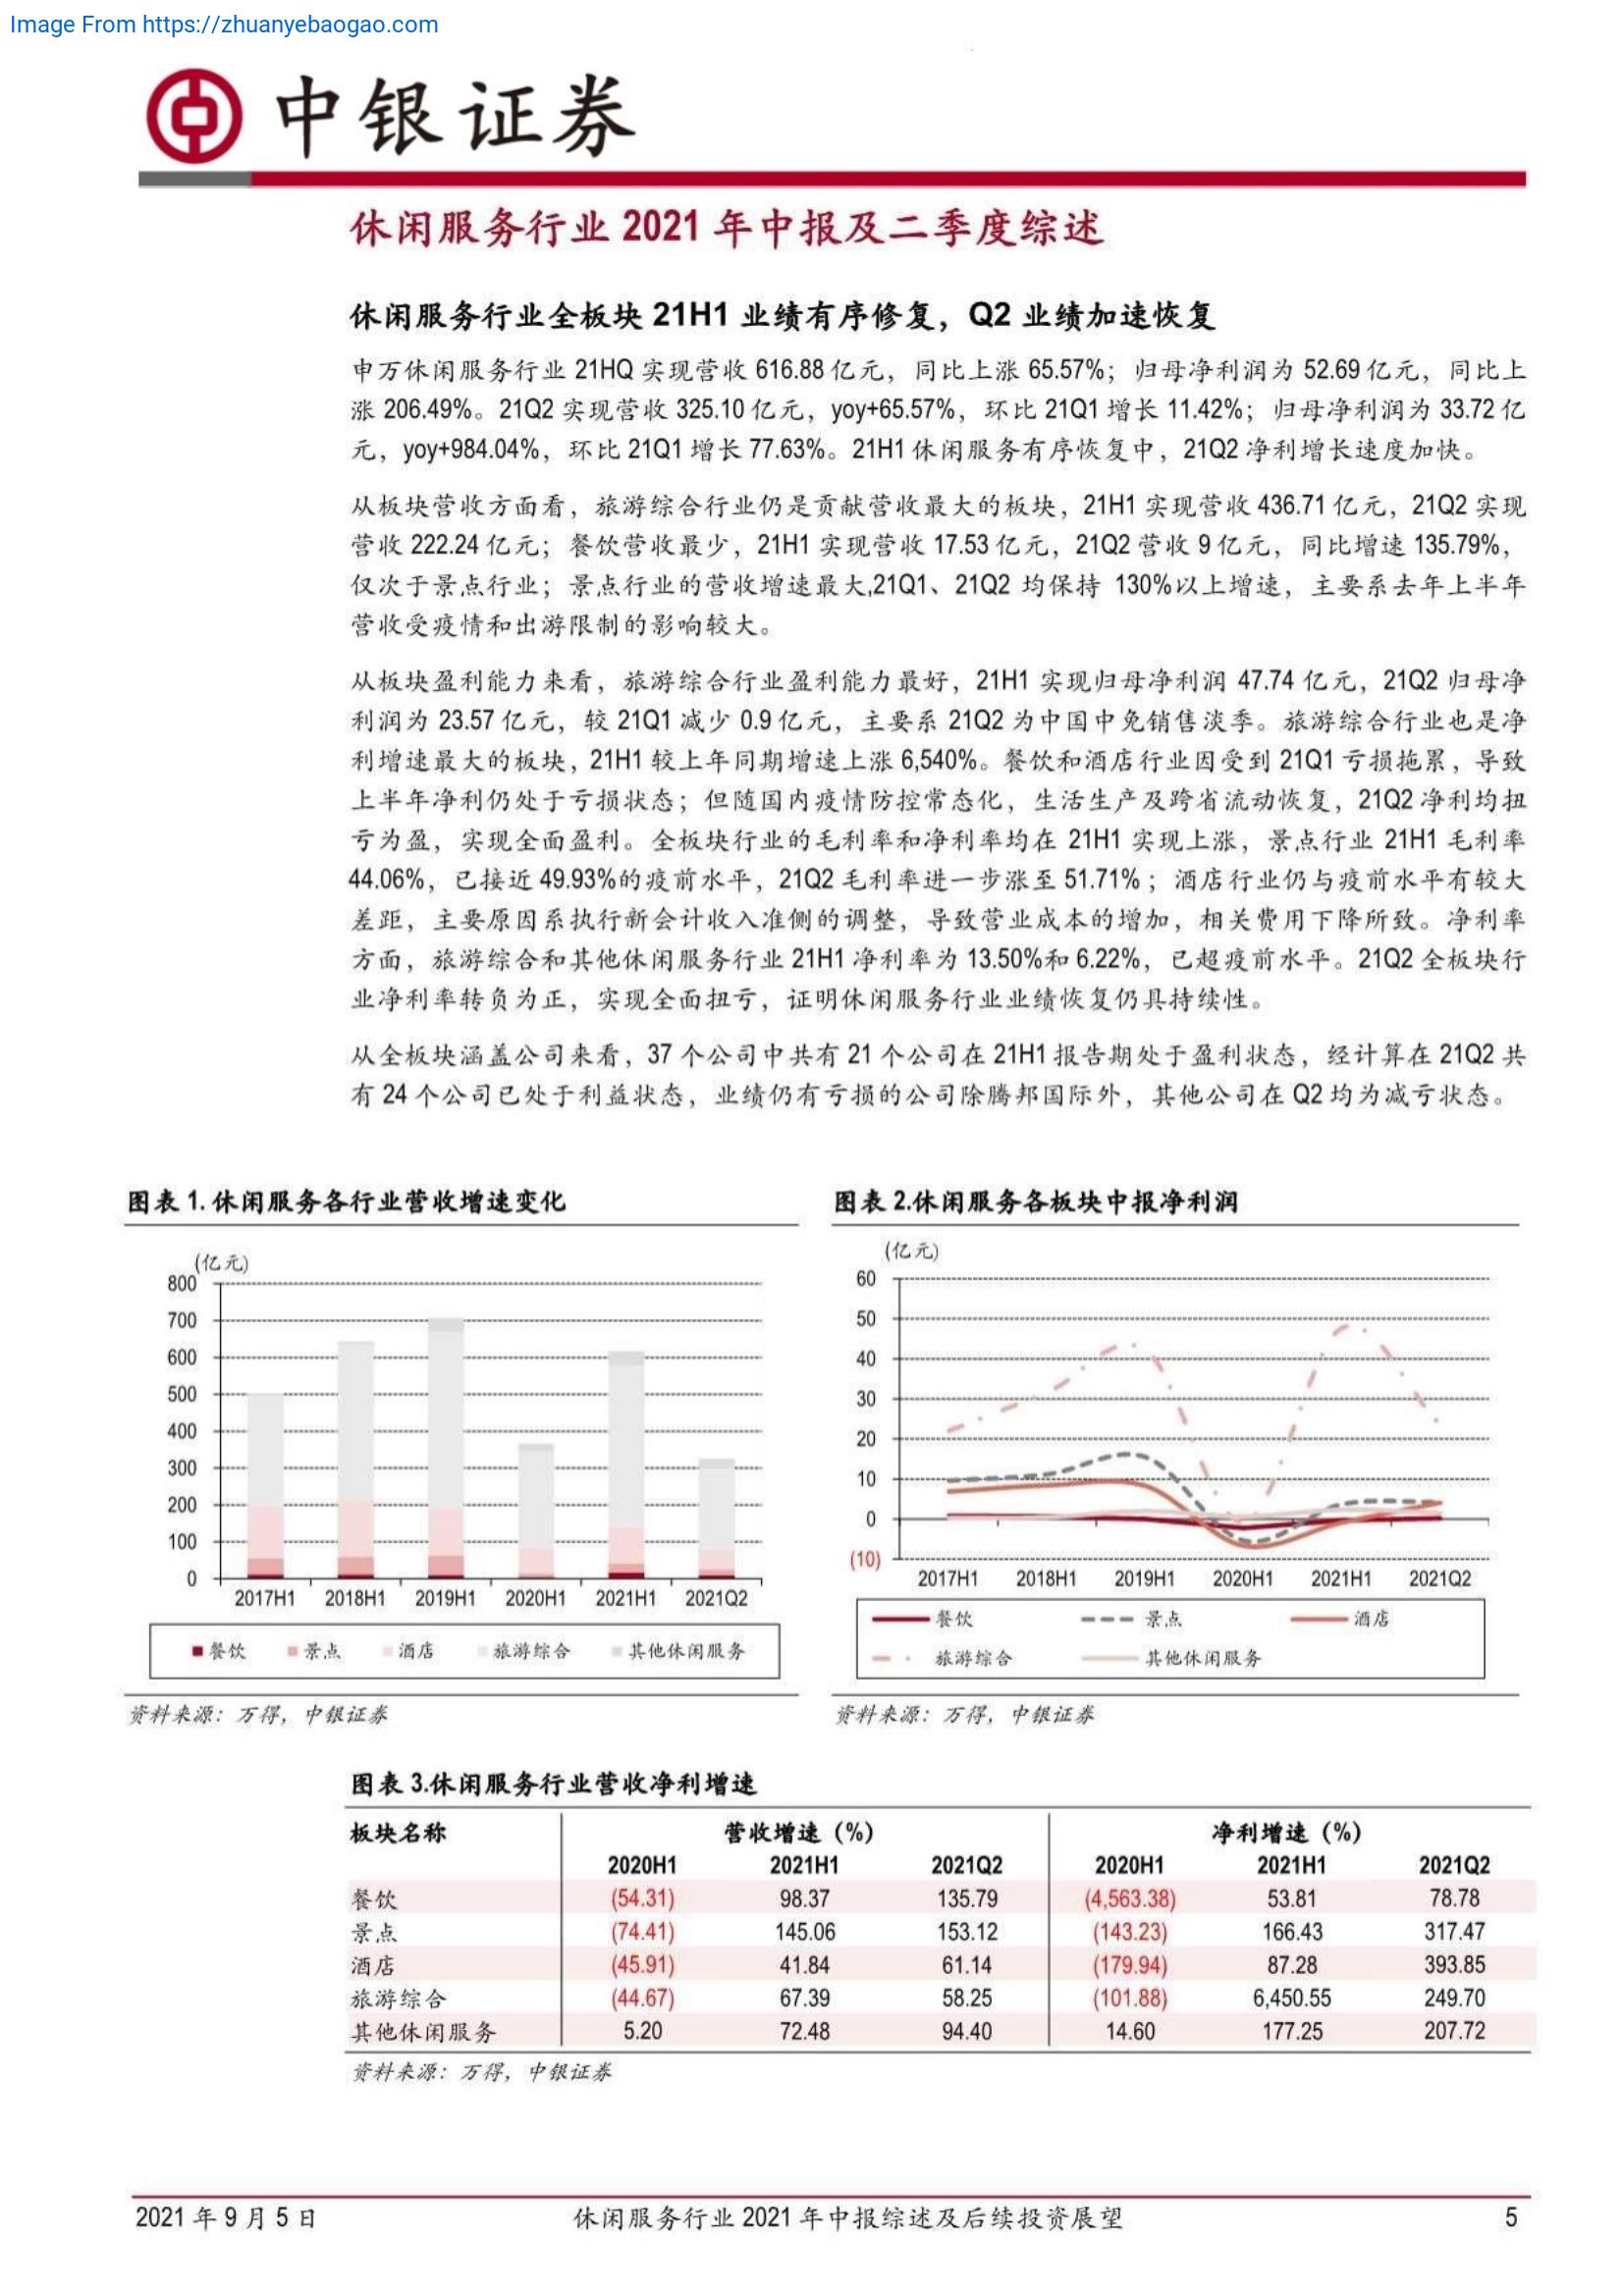 Image From https://zhuanyebaogao.com
中银证券
休闲服务行业 2021 年中报及二季度综述
休闲服务行业全板块 21H1 业绩有序修复，Q2 业绩加速恢复
申万休闲服务行业 21HQ 实现营收 616.88 亿元，同比上涨 65.57%；归母净利润为 52.69 亿元，同比上
涨 206.49%。21Q2 实现营收 325.10 亿元，yoy+65.57%，环比 21Q1 增长 11.42%；归母净利润为 33.72 亿
元，yoy+984.04%，环比 21Q1 增长 77.63%。21H1 休闲服务有序恢复中，21Q2 净利增长速度加快。
从板块营收方面看，旅游综合行业仍是贡献营收最大的板块，21H1 实现营收 436.71 亿元，21Q2 实现
营收 222.24 亿元；餐饮营收最少，21H1 实现营收 17.53 亿元，21Q2 营收 9 亿元，同比增速 135.79%，
仅次于景点行业；景点行业的营收增速最大,21Q1、21Q2 均保持 130%以上增速，主要系去年上半年
营收受疫情和出游限制的影响较大。
从板块盈利能力来看，旅游综合行业盈利能力最好，21H1 实现归母净利润 47.74 亿元，21Q2 归母净
利润为 23.57 亿元，较 21Q1 减少 0.9 亿元，主要系 21Q2 为中国中免销售淡季。旅游综合行业也是净
利增速最大的板块，21H1 较上年同期增速上涨 6,540%。餐饮和酒店行业因受到 21Q1 亏损拖累，导致
上半年净利仍处于亏损状态；但随国内疫情防控常态化，生活生产及跨省流动恢复，21Q2 净利均扭
亏为盈，实现全面盈利。全板块行业的毛利率和净利率均在 21H1 实现上涨，景点行业 21H1 毛利率
44.06%，已接近 49.93%的疫前水平，21Q2 毛利率进一步涨至 51.71%；酒店行业仍与疫前水平有较大
差距，主要原因系执行新会计收入准侧的调整，导致营业成本的增加，相关费用下降所致。净利率
方面，旅游综合和其他休闲服务行业 21H1 净利率为 13.50%和 6.22%，已超疫前水平。21Q2 全板块行
业净利率转负为正，实现全面扭亏，证明休闲服务行业业绩恢复仍具持续性。
从全板块涵盖公司来看，37 个公司中共有 21 个公司在 21H1 报告期处于盈利状态，经计算在 21Q2 共
有 24 个公司已处于利益状态，业绩仍有亏损的公司除腾邦国际外，其他公司在 Q2 均为减亏状态。
图表 1. 休闲服务各行业营收增速变化
(亿元)
800
700
600
500
400
300
200
100
0
2017H1 2018H1 2019H1 2020H1 2021H1 2021Q2
餐饮 景点 酒店 旅游综合 其他休闲服务
资料来源：万得，中银证券
图表 2.休闲服务各板块中报净利润
(亿元)
60
50
40
30
20
10
0
(10)
2017H1 2018H1 2019H1 2020H1 2021H1 2021Q2
餐饮 景点 酒店
旅游综合 其他休闲服务
资料来源：万得，中银证券
图表 3.休闲服务行业营收净利增速
板块名称 营收增速（%） 净利增速（%）
2020H1 2021H1 2021Q2 2020H1 2021H1 2021Q2
餐饮 (54.31) 98.37 135.79 (4,563.38) 53.81 78.78
景点 (74.41) 145.06 153.12 (143.23) 166.43 317.47
酒店 (45.91) 41.84 61.14 (179.94) 87.28 393.85
旅游综合 (44.67) 67.39 58.25 (101.88) 6,450.55 249.70
其他休闲服务 5.20 72.48 94.40 14.60 177.25 207.72
资料来源：万得，中银证券
2021 年 9 月 5 日 休闲服务行业 2021 年中报综述及后续投资展望 5